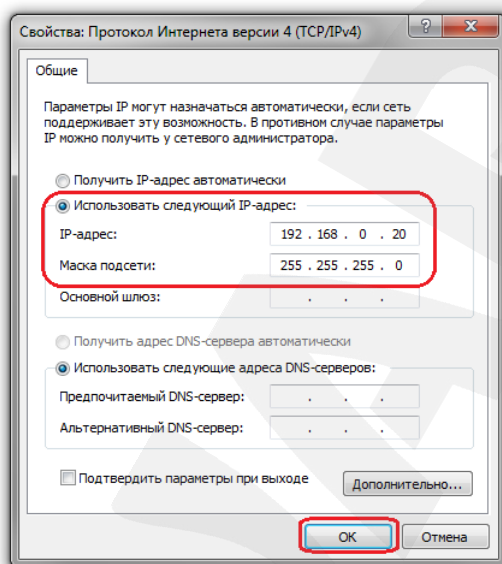 Свойства: Протокол Интернета версии 4 (TCP/IPv4)
Общие
Параметры IP могут назначаться автоматически, если сеть
поддерживает эту возможность. В противном случае параметры
IP можно получить у сетевого администратора.
Получить IP-адрес автоматически
Использовать следующий IP-адрес:
IP-адрес: 192 . 168 . 0 . 20
Маска подсети: 255 . 255 . 255 . 0
Основной шлюз: . . .
Получить адрес DNS-сервера автоматически
Использовать следующие адреса DNS-серверов:
Предпочитаемый DNS-сервер: . . .
Альтернативный DNS-сервер: . . .
Подтвердить параметры при выходе
Дополнительно...
ОК Отмена